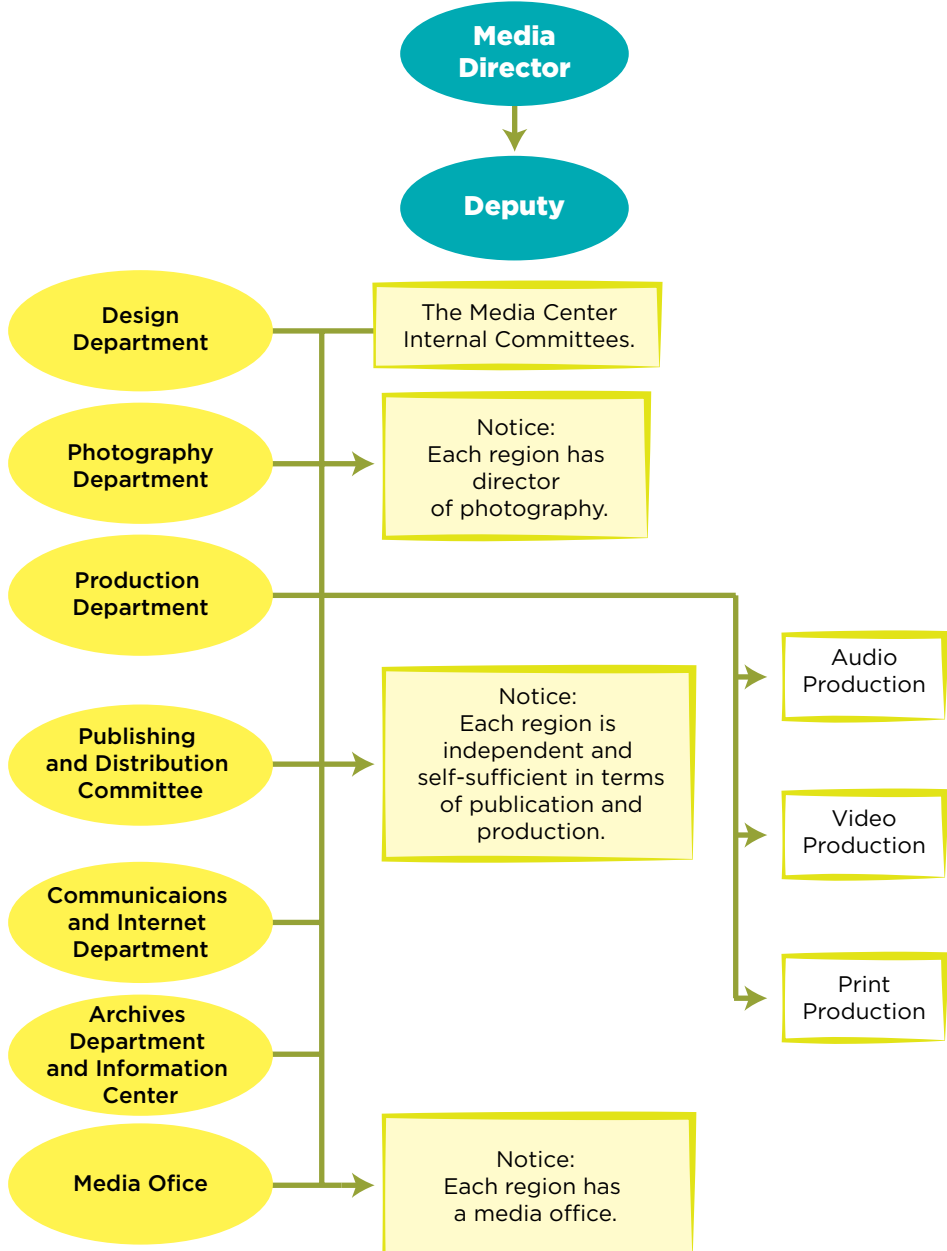 Media
Director
Deputy
Design
Department
The Media Center
Internal Committees.
Photography
Department
Notice:
Each region has
director
of photography.
Production
Department
Audio
Production
Publishing
and Distribution
Committee
Notice:
Each region is
independent and
self-sufficient in terms
of publication and
production.
Video
Production
Communicaions
and Internet
Department
Print
Production
Archives
Department
and Information
Center
Media Ofice
Notice:
Each region has
a media office.